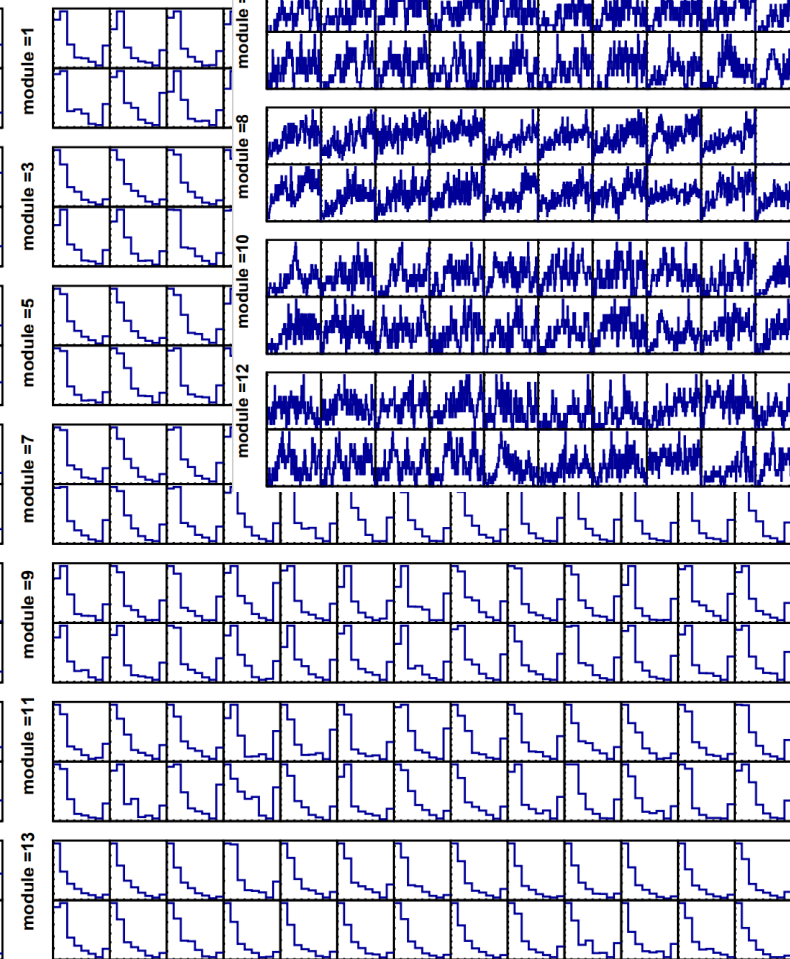 module =1
module =3
module =5
module =7
module =9
module =11
module =13
module =
module =8
module =10
module =12